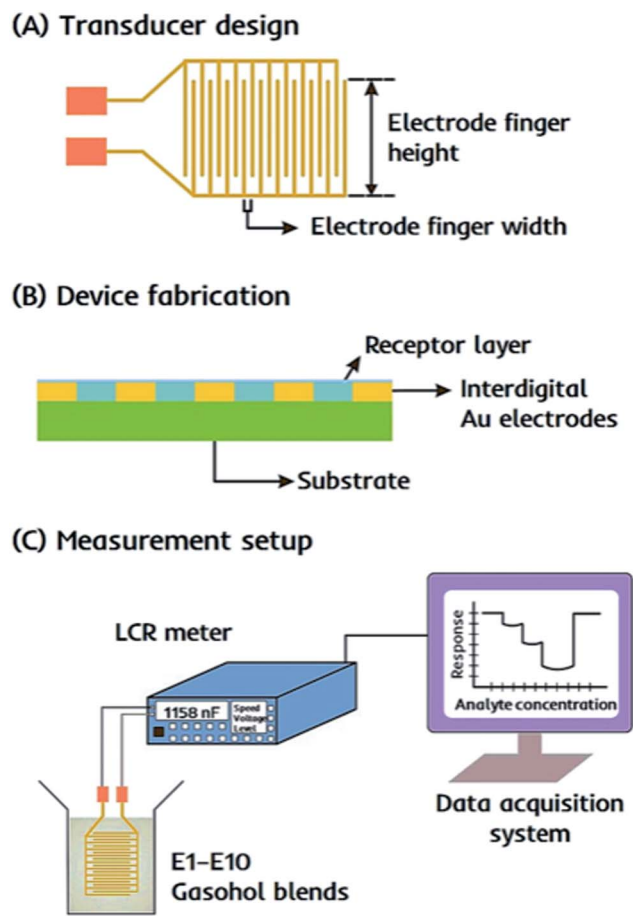 (A) Transducer design
Electrode finger
height
Electrode finger width
(B) Device fabrication
Receptor layer
Interdigital
Au electrodes
Substrate
(C) Measurement setup
LCR meter
1158 nF
Speed
Voltage
Level
Response
Analyte concentration
Data acquisition
system
E1–E10
Gasohol blends